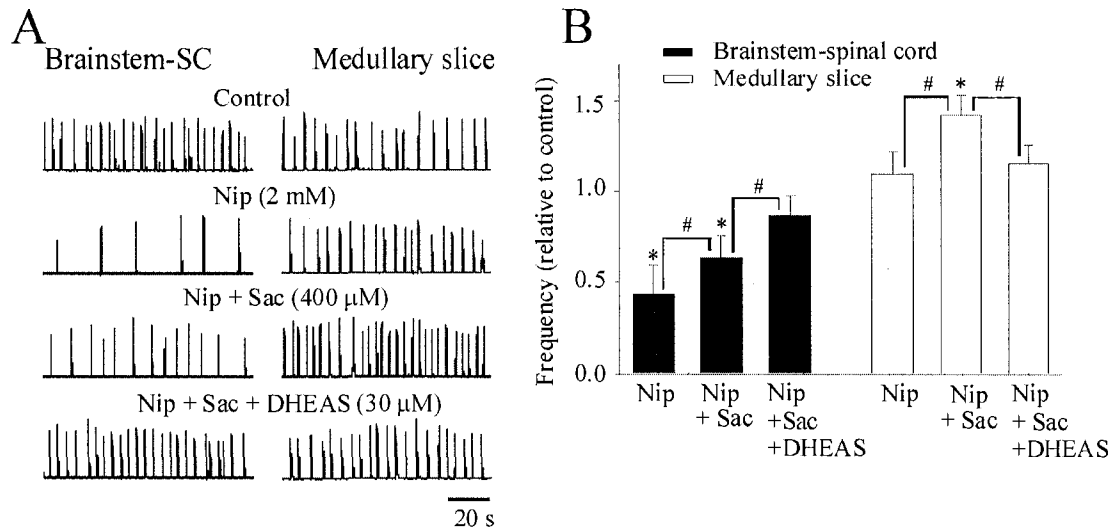 A
Brainstem-SC Medullary slice
Control
Nip (2 mM)
Nip + Sac (400 µM)
Nip + Sac + DHEAS (30 µM)
20 s
B
Brainstem-spinal cord
Medullary slice
Frequency (relative to control)
1.5
1.0
0.5
0.0
* # * # # * #
Nip
Nip
+ Sac
Nip
+Sac
+DHEAS
Nip
Nip
+ Sac
Nip
+ Sac
+DHEAS